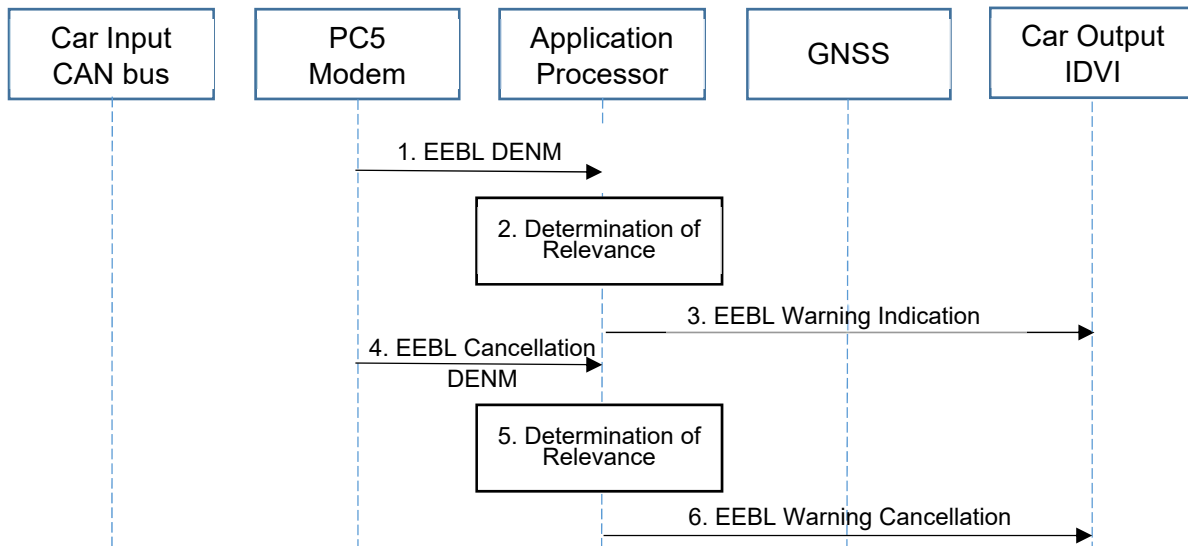 Car Input
CAN bus
PC5
Modem
Application
Processor
GNSS
Car Output
IDVI
1. EEBL DENM
2. Determination of
Relevance
3. EEBL Warning Indication
4. EEBL Cancellation
DENM
5. Determination of
Relevance
6. EEBL Warning Cancellation